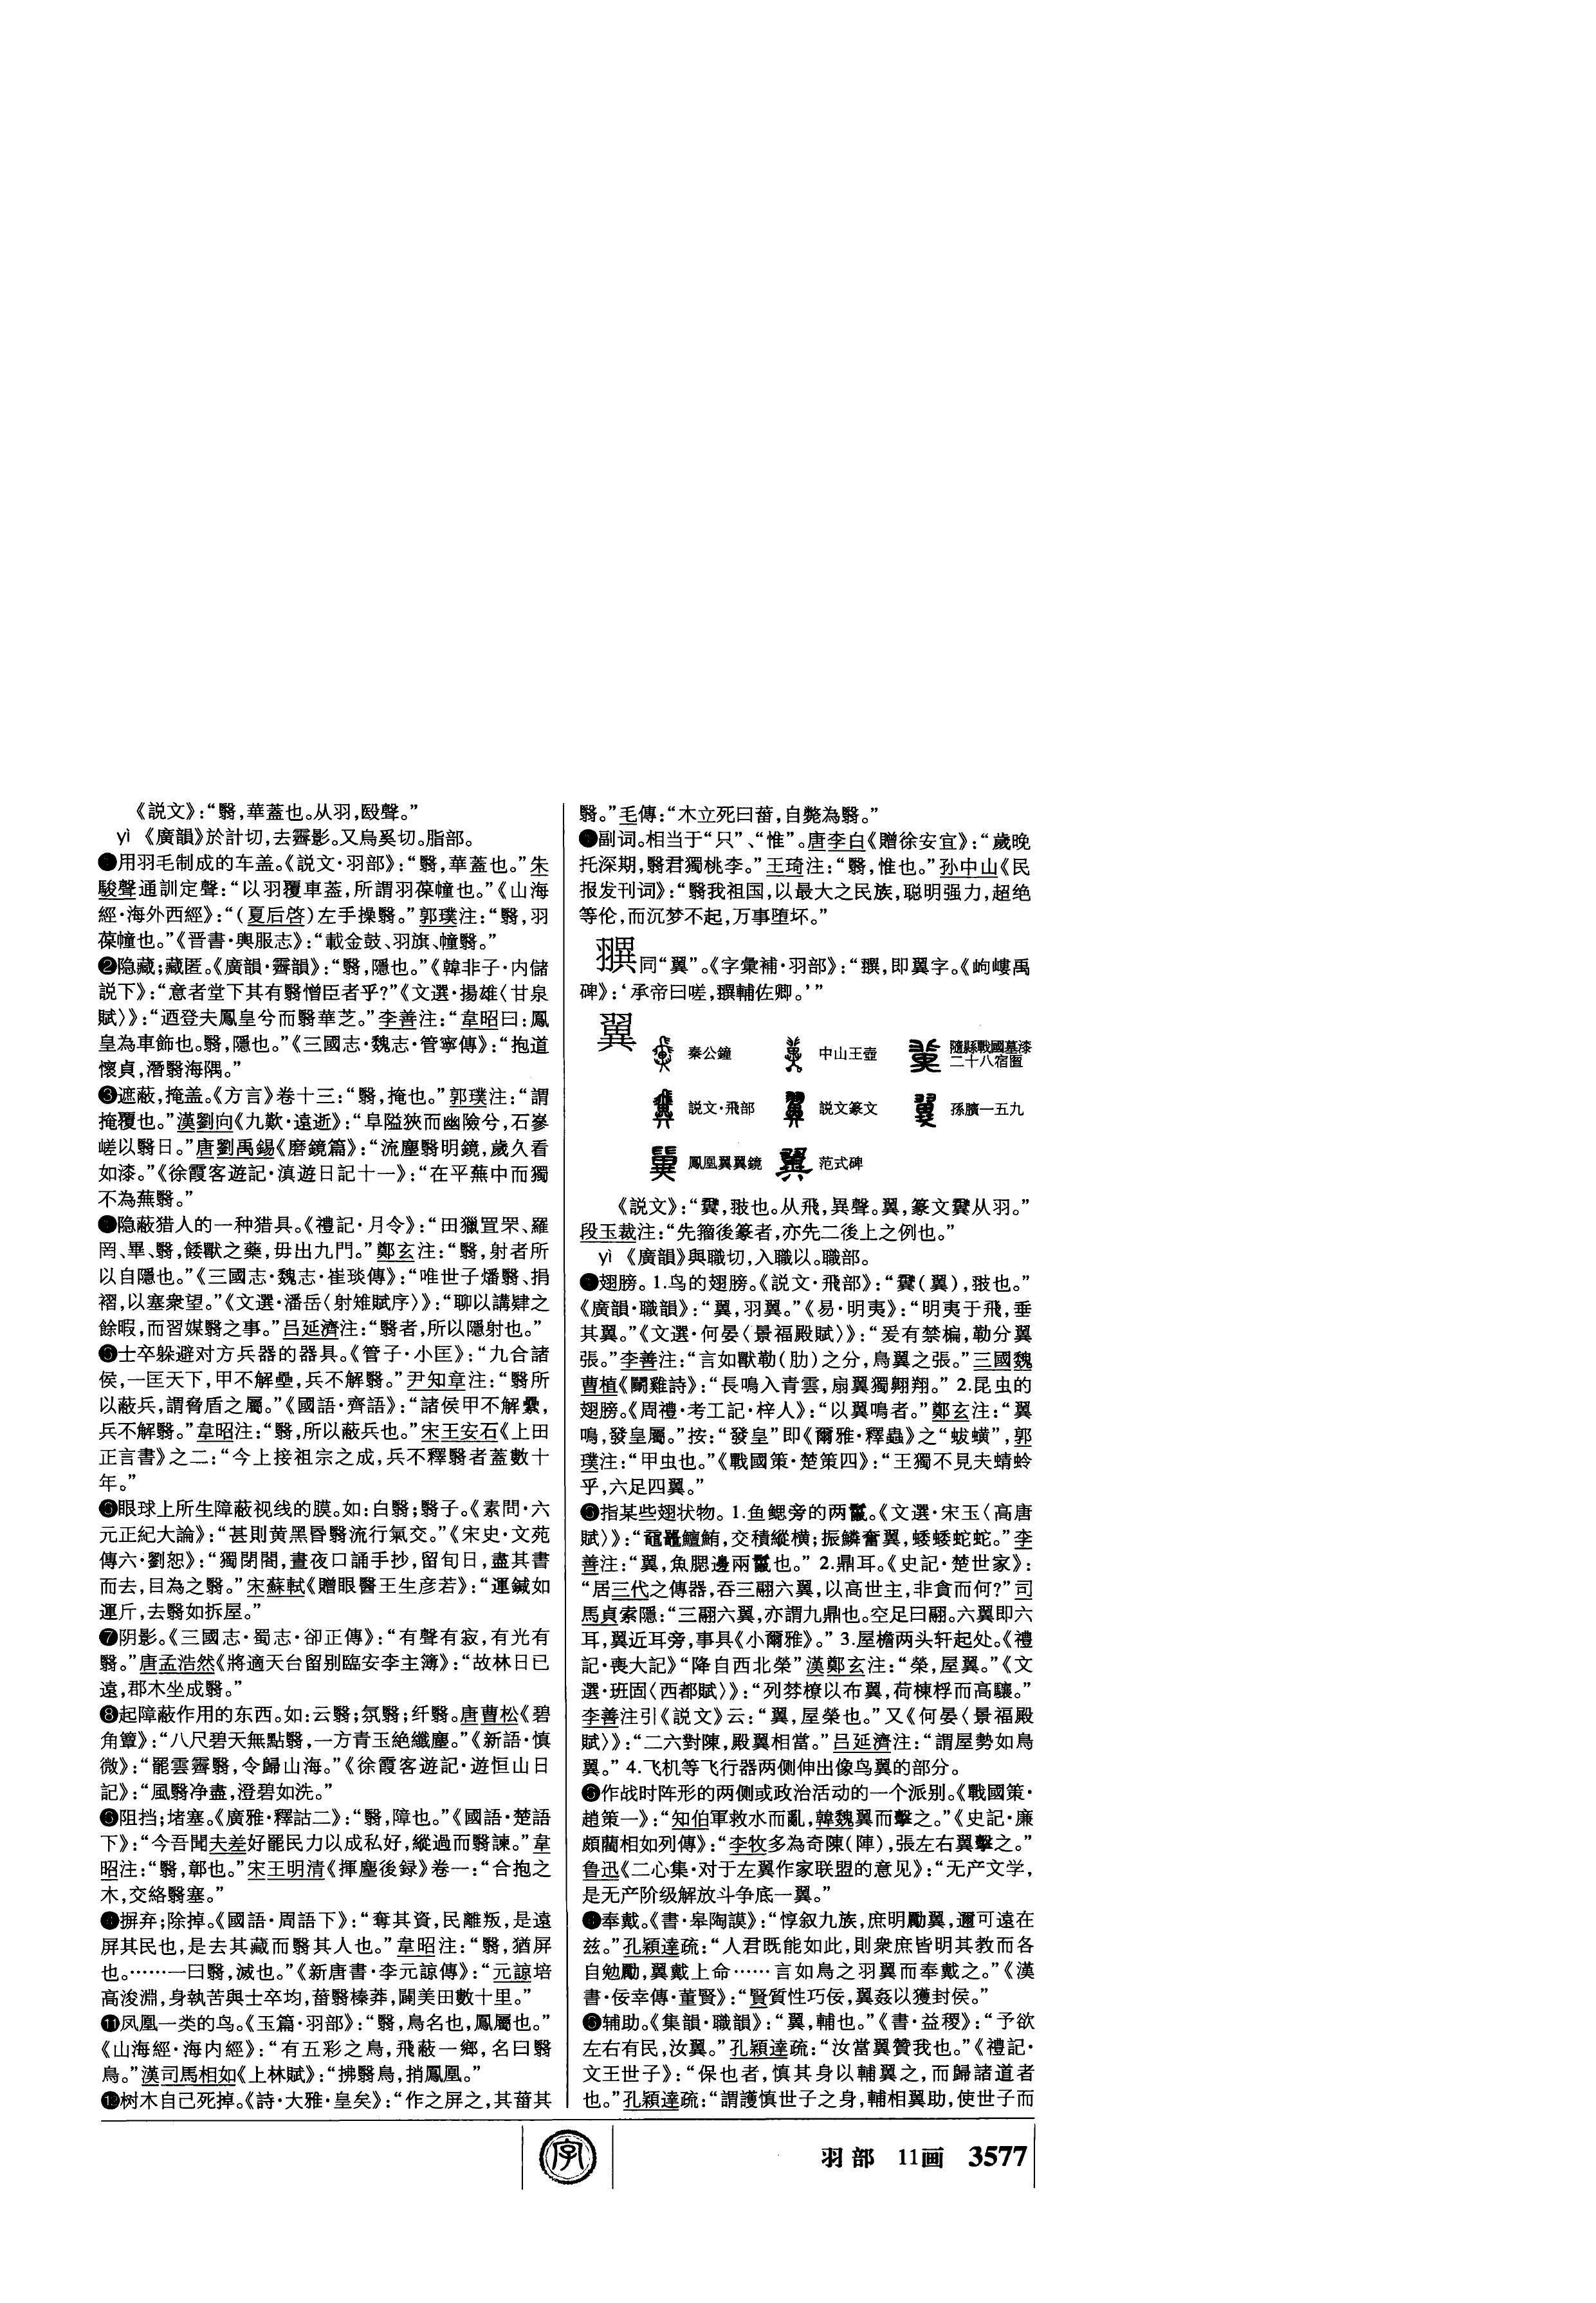 《説文》：“翳，華蓋也。从羽，殹聲。”
yì 《廣韻》於計切，去霽影。又烏奚切。脂部。
❶用羽毛制成的车盖。《説文·羽部》：“翳，華蓋也。”朱
駿聲通訓定聲：“以羽覆車蓋，所謂羽葆幢也。”《山海
經·海外西經》：“（夏后啓）左手操翳。”郭璞注：“翳，羽
葆幢也。”《晋書·輿服志》：“載金鼓、羽旗、幢翳。”
❷隐藏；藏匿。《廣韻·霽韻》：“翳，隱也。”《韓非子·内儲
説下》：“意者堂下其有翳憎臣者乎？”《文選·揚雄〈甘泉
賦〉》：“迺登夫鳳皇兮而翳華芝。”李善注：“韋昭曰：鳳
皇為車飾也。翳，隱也。”《三國志·魏志·管寧傳》：“抱道
懷貞，潛翳海隅。”
❸遮蔽，掩盖。《方言》卷十三：“翳，掩也。”郭璞注：“謂
掩覆也。”漢劉向《九歎·遠逝》：“阜隘狹而幽險兮，石嵾
嵯以翳日。”唐劉禹錫《磨鏡篇》：“流塵翳明鏡，歲久看
如漆。”《徐霞客遊記·滇遊日記十一》：“在平蕪中而獨
不為蕪翳。”
❹隐蔽猎人的一种猎具。《禮記·月令》：“田獵罝罘、羅
罔、畢、翳，餧獸之藥，毋出九門。”鄭玄注：“翳，射者所
以自隱也。”《三國志·魏志·崔琰傳》：“唯世子燔翳、捐
褶，以塞衆望。”《文選·潘岳〈射雉賦序〉》：“聊以講肄之
餘暇，而習媒翳之事。”吕延濟注：“翳者，所以隱射也。”
❺士卒躲避对方兵器的器具。《管子·小匡》：“九合諸
侯，一匡天下，甲不解壘，兵不解翳。”尹知章注：“翳所
以蔽兵，謂脅盾之屬。”《國語·齊語》：“諸侯甲不解纍，
兵不解翳。”韋昭注：“翳，所以蔽兵也。”宋王安石《上田
正言書》之二：“今上接祖宗之成，兵不釋翳者蓋數十
年。”
❻眼球上所生障蔽视线的膜。如：白翳；翳子。《素問·六
元正紀大論》：“甚則黄黑昏翳流行氣交。”《宋史·文苑
傳六·劉恕》：“獨閉閤，晝夜口誦手抄，留旬日，盡其書
而去，目為之翳。”宋蘇軾《贈眼醫王生彦若》：“運鍼如
運斤，去翳如拆屋。”
❼阴影。《三國志·蜀志·卻正傳》：“有聲有寂，有光有
翳。”唐孟浩然《將適天台留别臨安李主簿》：“故林日已
遠，郡木坐成翳。”
❽起障蔽作用的东西。如：云翳；氛翳；纤翳。唐曹松《碧
角簟》：“八尺碧天無點翳，一方青玉絶纖塵。”《新語·慎
微》：“罷雲霽翳，令歸山海。”《徐霞客遊記·遊恒山日
記》：“風翳净盡，澄碧如洗。”
❾阻挡；堵塞。《廣雅·釋詁二》：“翳，障也。”《國語·楚語
下》：“今吾聞夫差好罷民力以成私好，縱過而翳諫。”韋
昭注：“翳，鄣也。”宋王明清《揮塵後録》卷一：“合抱之
木，交絡翳塞。”
❿摒弃；除掉。《國語·周語下》：“奪其資，民離叛，是遠
屏其民也，是去其藏而翳其人也。”韋昭注：“翳，猶屏
也。……一曰翳，滅也。”《新唐書·李元諒傳》：“元諒培
高浚淵，身執苦與士卒均，菑翳榛莽，闢美田數十里。”
⓫凤凰一类的鸟。《玉篇·羽部》：“翳，鳥名也，鳳屬也。”
《山海經·海内經》：“有五彩之鳥，飛蔽一鄉，名曰翳
鳥。”漢司馬相如《上林賦》：“拂翳鳥，捎鳳凰。”
⓬树木自己死掉。《詩·大雅·皇矣》：“作之屏之，其菑其
翳。”毛傳：“木立死曰菑，自斃為翳。”
⓭副词。相当于“只”、“惟”。唐李白《贈徐安宜》：“歲晚
托深期，翳君獨桃李。”王琦注：“翳，惟也。”孙中山《民
报发刊词》：“翳我祖国，以最大之民族，聪明强力，超绝
等伦，而沉梦不起，万事堕坏。”
同“翼”。《字彙補·羽部》：“，即翼字。《岣嶁禹
碑》：‘承帝曰嗟，輔佐卿。’”
翼 秦公鐘 中山王壺 隨縣戰國墓漆二十八宿匫
説文·飛部 説文篆文 孫臏一五九
鳳凰翼翼鏡 范式碑
《説文》：“䨇，翄也。从飛，異聲。翼，篆文从羽。”
段玉裁注：“先籀後篆者，亦先二後上之例也。”
yì 《廣韻》與職切，入職以。職部。
❶翅膀。1.鸟的翅膀。《説文·飛部》：“（翼），翄也。”
《廣韻·職韻》：“翼，羽翼。”《易·明夷》：“明夷于飛，垂
其翼。”《文選·何晏〈景福殿賦〉》：“爰有禁楄，勒分翼
張。”李善注：“言如獸勒（肋）之分，鳥翼之張。”三國魏
曹植《鬭雞詩》：“長鳴入青雲，扇翼獨翱翔。” 2.昆虫的
翅膀。《周禮·考工記·梓人》：“以翼鳴者。”鄭玄注：“翼
鳴，發皇屬。”按：“發皇”即《爾雅·釋蟲》之“蛂蟥”，郭
璞注：“甲虫也。”《戰國策·楚策四》：“王獨不見夫蜻蛉
乎，六足四翼。”
❷指某些翅状物。1.鱼鳃旁的两鬣。《文選·宋玉〈高唐
賦〉》：“黿鼉鱣鮪，交積縱横；振鱗奮翼，蜲蜲蛇蛇。”李
善注：“翼，魚腮邊兩鬣也。” 2.鼎耳。《史記·楚世家》：
“居三代之傳器，吞三翮六翼，以高世主，非貪而何？”司
馬貞索隱：“三翮六翼，亦謂九鼎也。空足曰翮。六翼即六
耳，翼近耳旁，事具《小爾雅》。” 3.屋檐两头轩起处。《禮
記·喪大記》“降自西北榮”漢鄭玄注：“榮，屋翼。”《文
選·班固〈西都賦〉》：“列棼橑以布翼，荷棟桴而高驤。”
李善注引《説文》云：“翼，屋榮也。”又《何晏〈景福殿
賦〉》：“二六對陳，殿翼相當。”吕延濟注：“謂屋勢如鳥
翼。” 4.飞机等飞行器两侧伸出像鸟翼的部分。
❸作战时阵形的两侧或政治活动的一个派别。《戰國策·
趙策一》：“知伯軍救水而亂，韓魏翼而擊之。”《史記·廉
頗藺相如列傳》：“李牧多為奇陳（陣），張左右翼擊之。”
鲁迅《二心集·对于左翼作家联盟的意见》：“无产文学，
是无产阶级解放斗争底一翼。”
❹奉戴。《書·皋陶謨》：“惇叙九族，庶明勵翼，邇可遠在
兹。”孔穎達疏：“人君既能如此，則衆庶皆明其教而各
自勉勵，翼戴上命……言如鳥之羽翼而奉戴之。”《漢
書·佞幸傳·董賢》：“賢質性巧佞，翼姦以獲封侯。”
❺辅助。《集韻·職韻》：“翼，輔也。”《書·益稷》：“予欲
左右有民，汝翼。”孔穎達疏：“汝當翼贊我也。”《禮記·
文王世子》：“保也者，慎其身以輔翼之，而歸諸道者
也。”孔穎達疏：“謂護慎世子之身，輔相翼助，使世子而
字
羽部 11画 3577